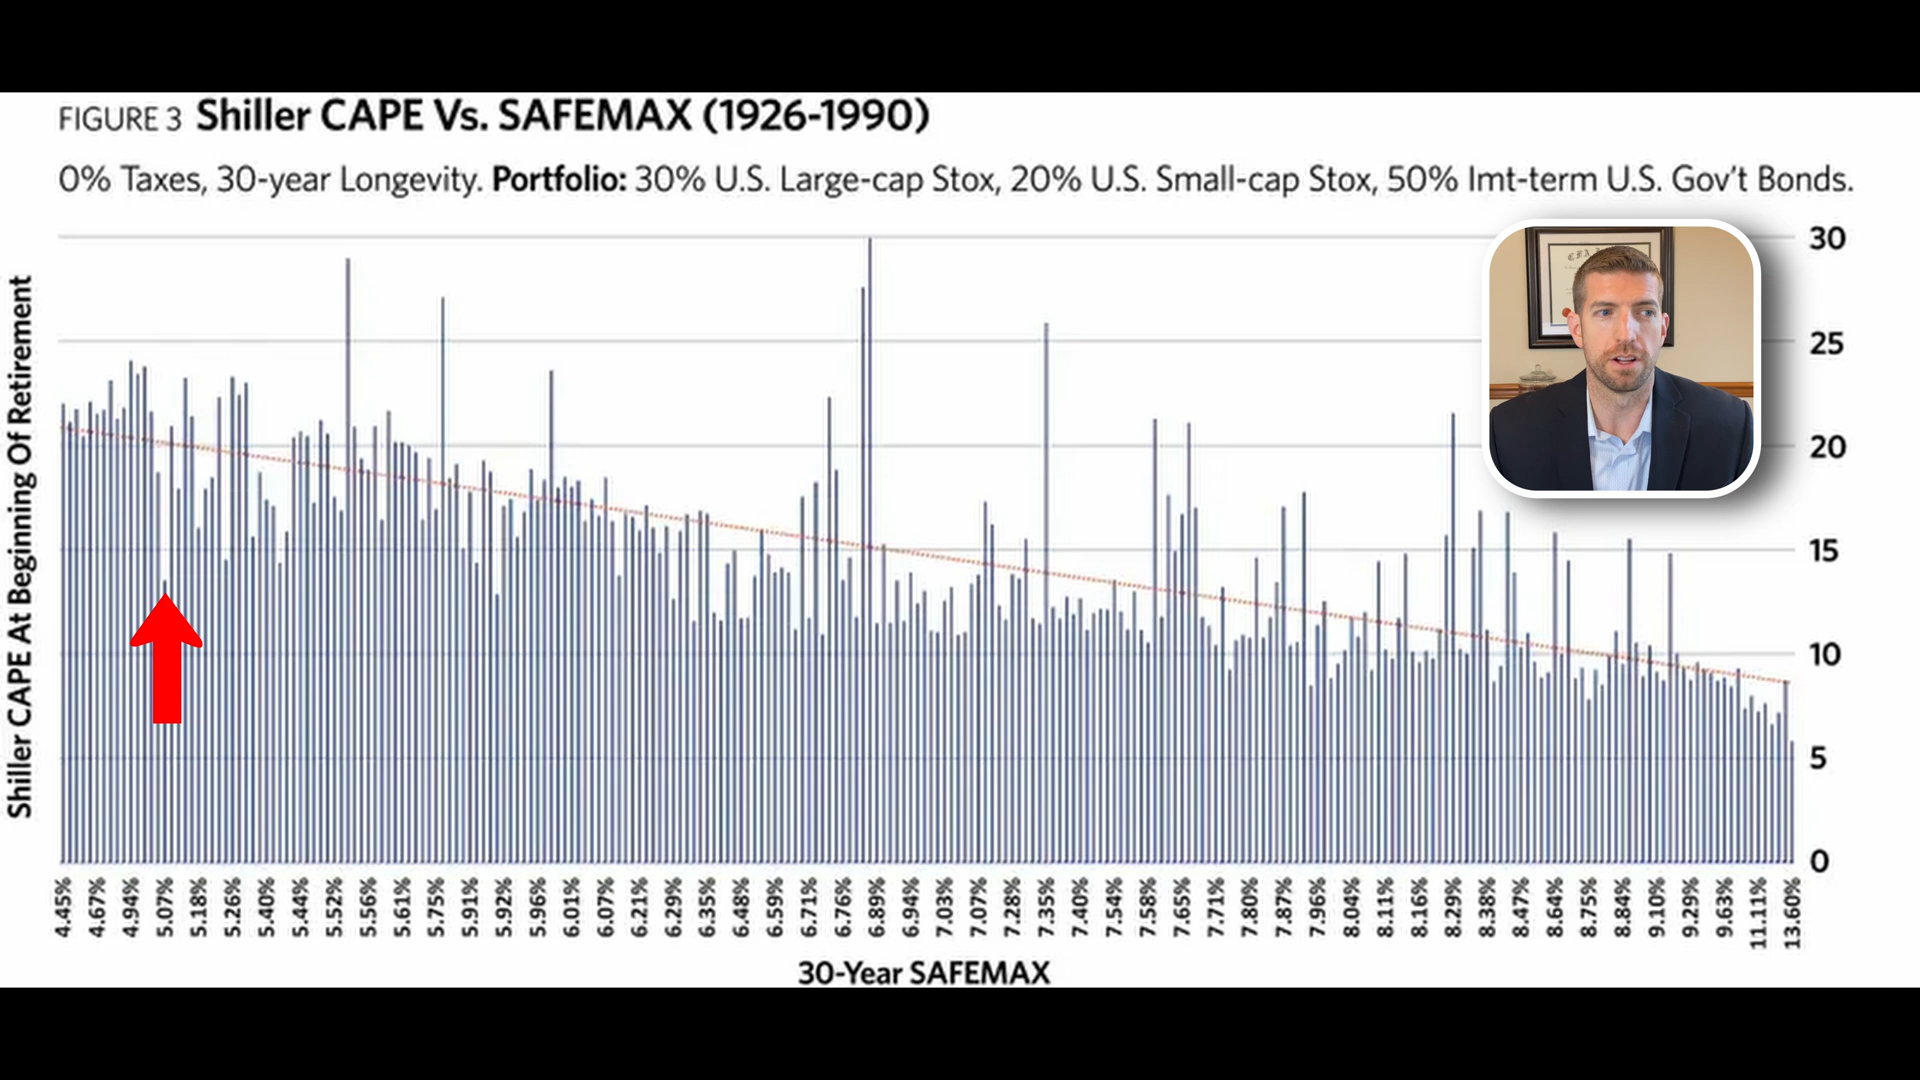 FIGURE 3 Shiller CAPE Vs. SAFEMAX (1926-1990)
0% Taxes, 30-year Longevity. Portfolio: 30% U.S. Large-cap Stox, 20% U.S. Small-cap Stox, 50% Imt-term U.S. Gov't Bonds.
Shiller CAPE At Beginning Of Retirement
30
25
20
15
10
5
0
4.45% 4.67% 4.94% 5.07% 5.18% 5.26% 5.40% 5.44% 5.52% 5.56% 5.61% 5.75% 5.91% 5.92% 5.96% 6.01% 6.07% 6.21% 6.29% 6.35% 6.48% 6.59% 6.71% 6.76% 6.89% 6.94% 7.03% 7.07% 7.28% 7.35% 7.40% 7.54% 7.58% 7.65% 7.71% 7.80% 7.87% 7.96% 8.04% 8.11% 8.16% 8.29% 8.38% 8.47% 8.64% 8.75% 8.84% 9.10% 9.29% 9.63% 11.11% 13.60%
30-Year SAFEMAX